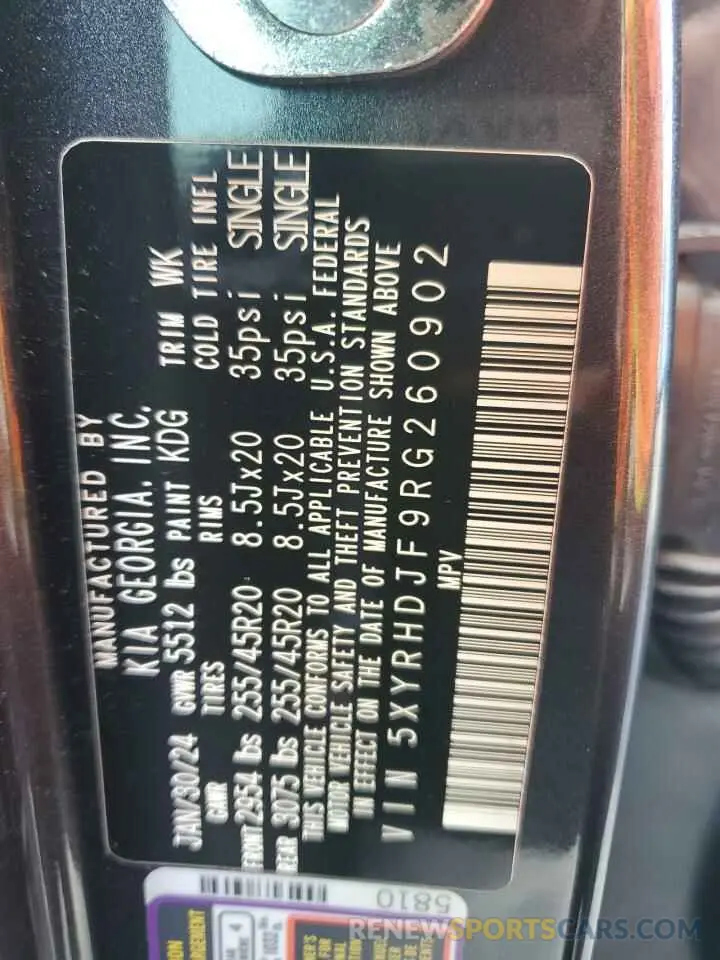 MANUFACTURED BY
KIA GEORGIA, INC.
JAN/30/24 GVWR 5512 lbs PAINT KDG TRIM WK
GAWR TIRES RIMS COLD TIRE INFL
FRONT 2954 lbs 255/45R20 8.5Jx20 35psi SINGLE
REAR 3075 lbs 255/45R20 8.5Jx20 35psi SINGLE
THIS VEHICLE CONFORMS TO ALL APPLICABLE U.S.A. FEDERAL
MOTOR VEHICLE SAFETY AND THEFT PREVENTION STANDARDS
IN EFFECT ON THE DATE OF MANUFACTURE SHOWN ABOVE
VIN 5XYRHDJF9RG260902
MPV
5810
RENEWSPORTSCARS.COM